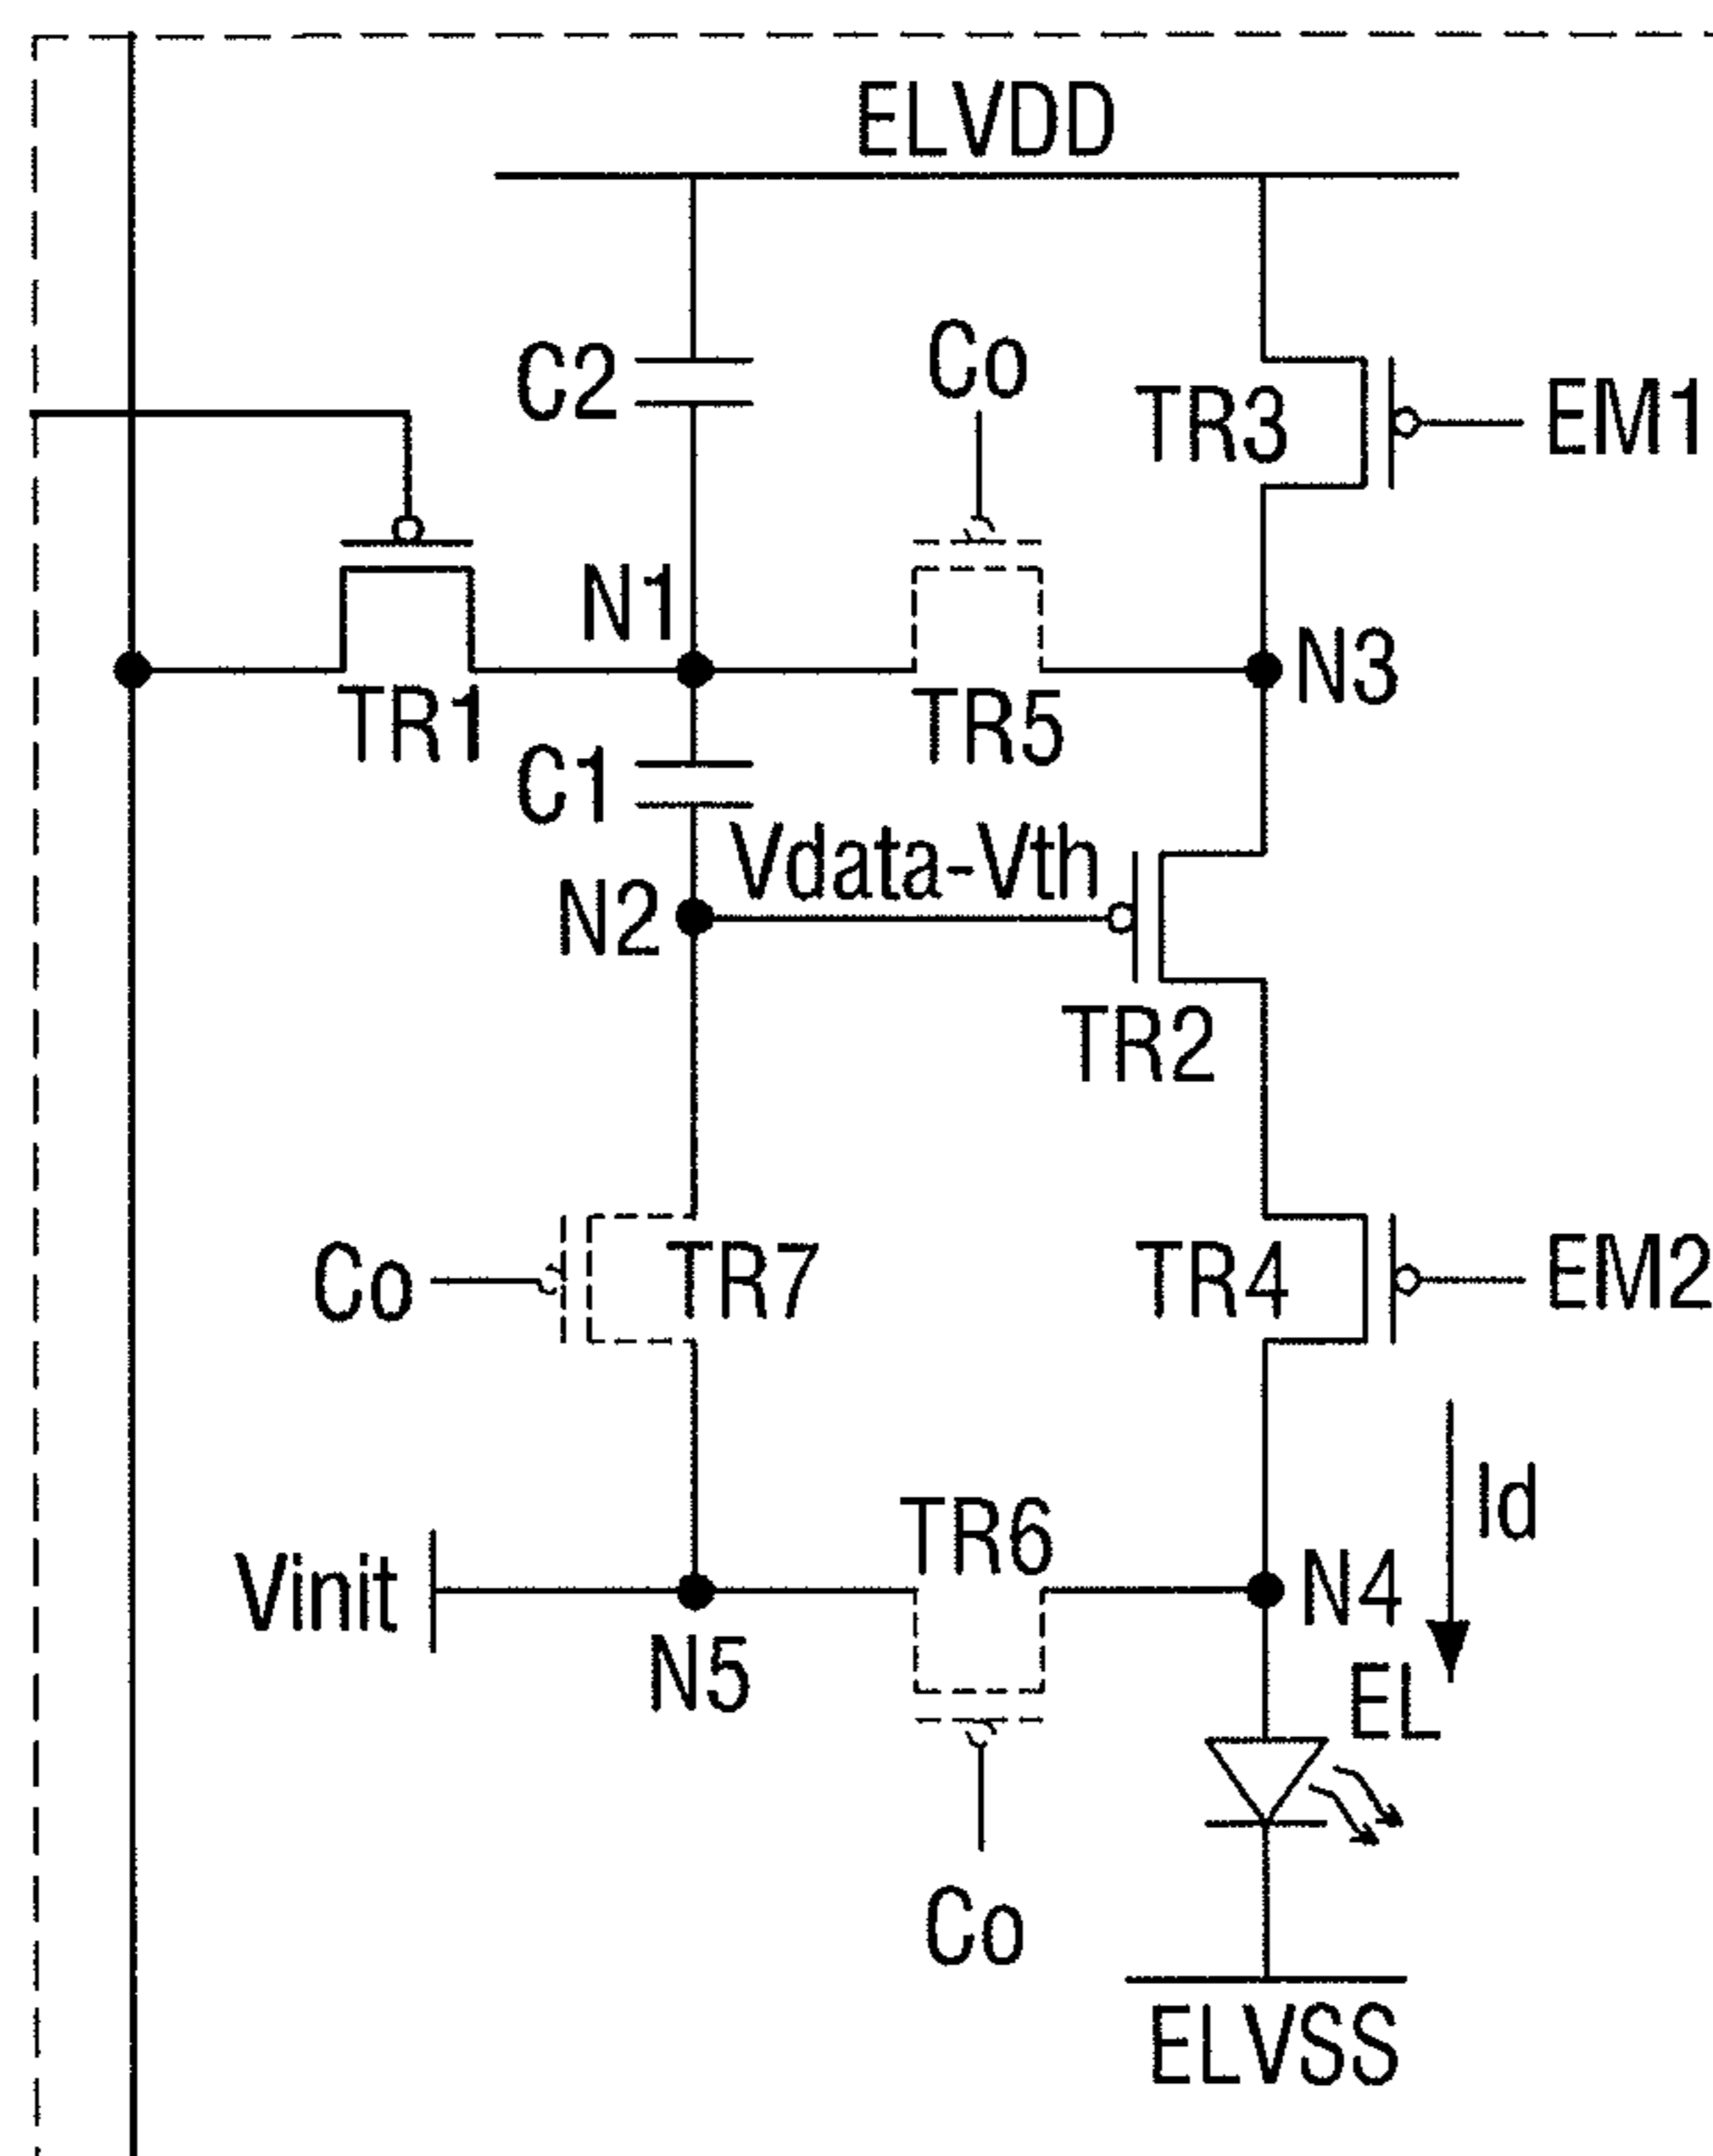 ELVDD
C2
Co
TR3
EM1
N1
N3
TR1
TR5
C1
Vdata-Vth
N2
TR2
Co
TR7
TR4
EM2
Id
TR6
Vinit
N4
N5
EL
Co
ELVSS